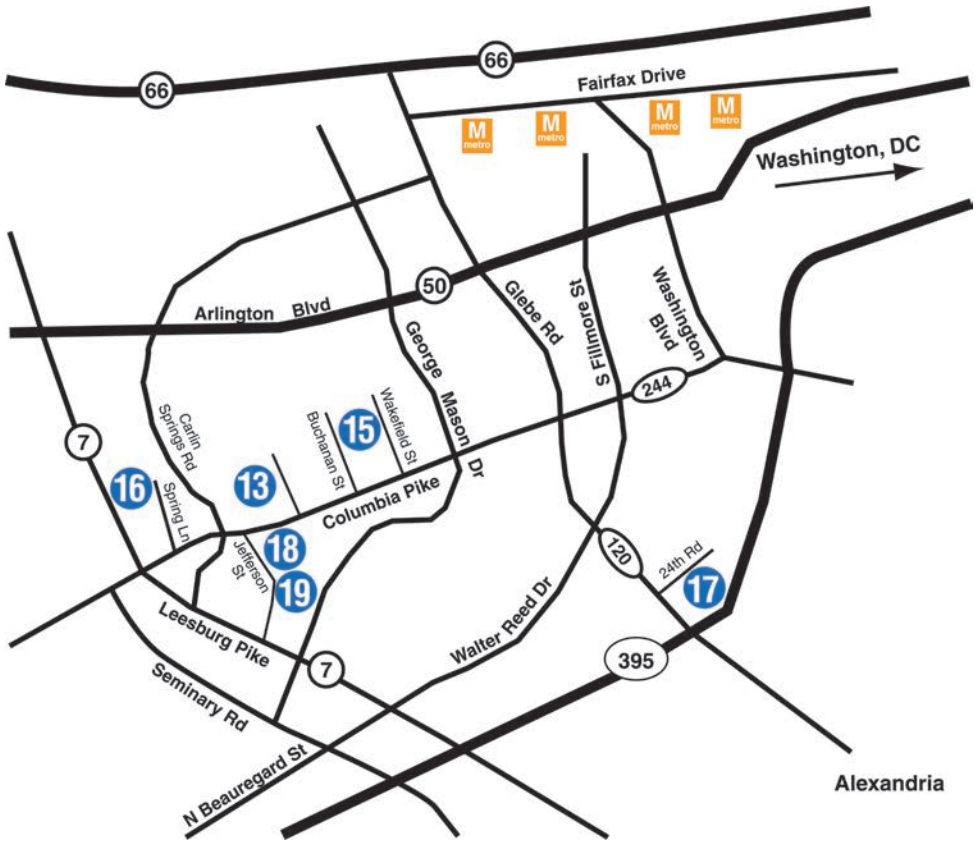 66
66
Fairfax Drive
M
metro
M
metro
M
metro
M
metro
Washington, DC
50
Arlington Blvd
Glebe Rd
S Fillmore St
Washington
Blvd
George Mason Dr
244
7
Carlin
Springs Rd
Buchanan St
15
Wakefield St
16
Spring Ln
13
Columbia Pike
18
Jefferson
St
19
120
24th Rd
17
Leesburg Pike
7
Walter Reed Dr
395
Seminary Rd
N Beauregard St
Alexandria